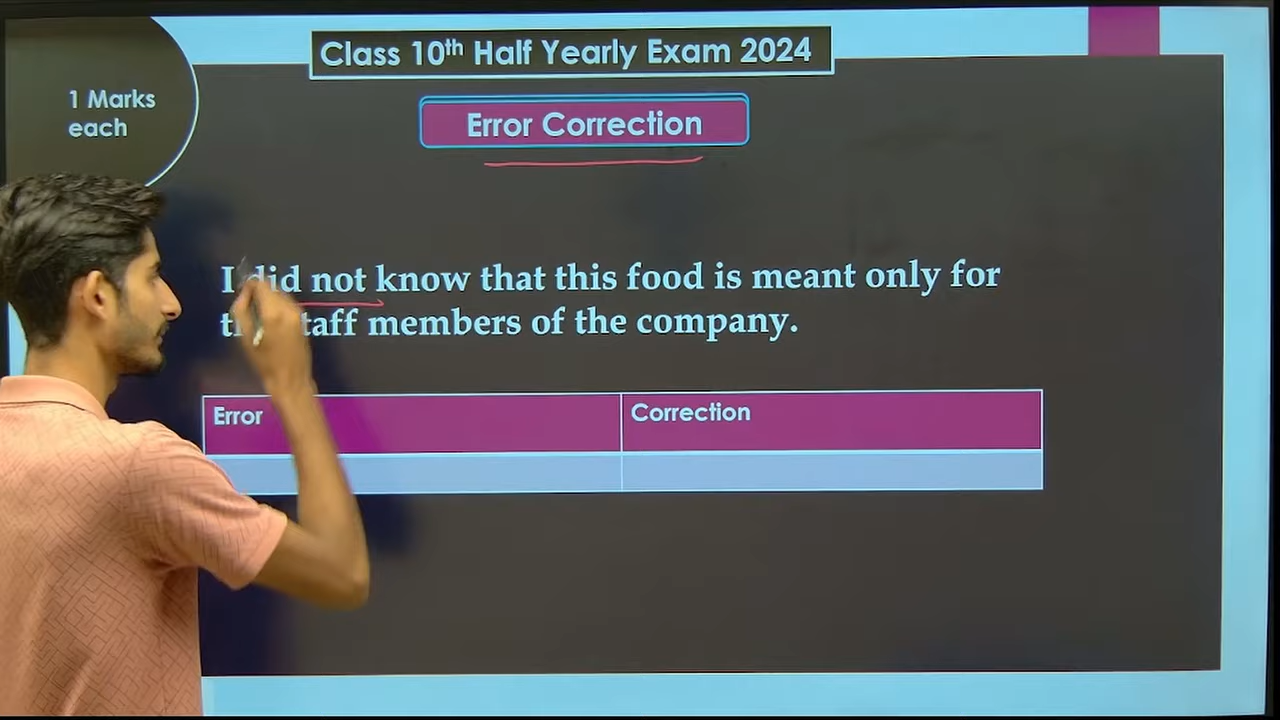 Class 10th Half Yearly Exam 2024
1 Marks
each
Error Correction
I did not know that this food is meant only for
members of the company.
Error
Correction